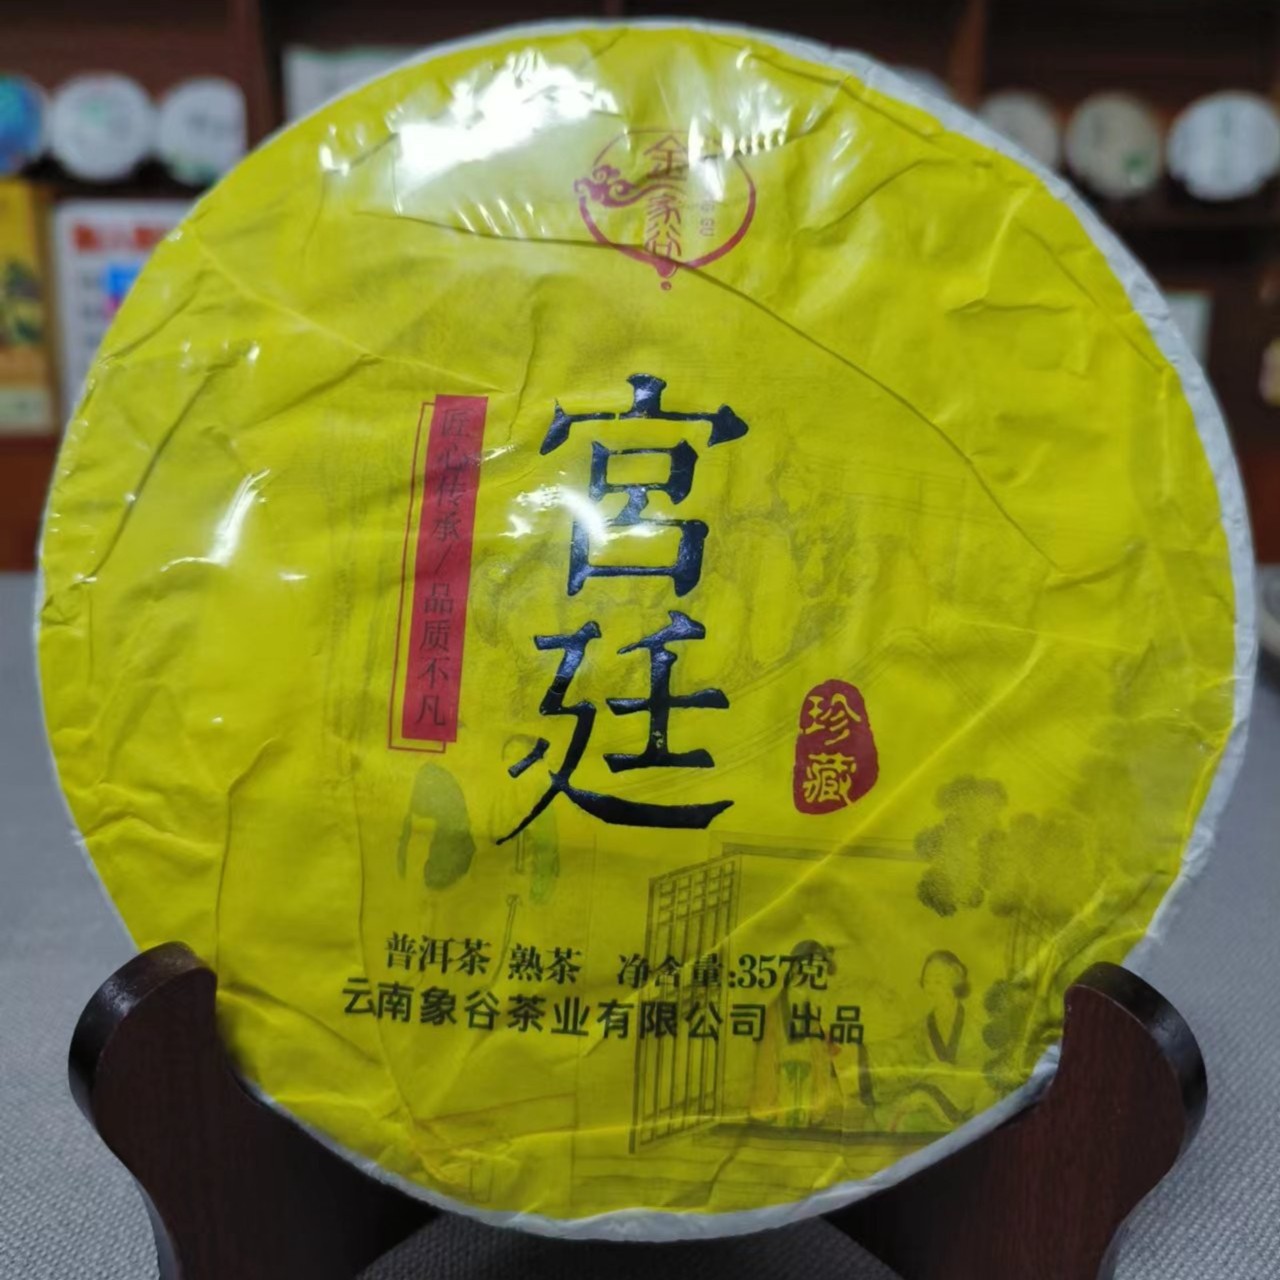 金象谷
GU
宫廷
匠心传承/品质不凡
珍藏
普洱茶 熟茶 净含量:357克
云南象谷茶业有限公司 出品